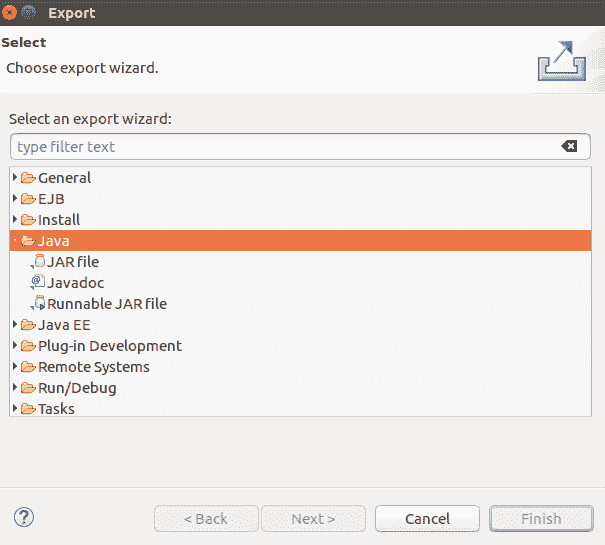 Export
Select
Choose export wizard.
Select an export wizard:
type filter text
General
EJB
Install
Java
JAR file
Javadoc
Runnable JAR file
Java EE
Plug-in Development
Remote Systems
Run/Debug
Tasks
? < Back Next > Cancel Finish